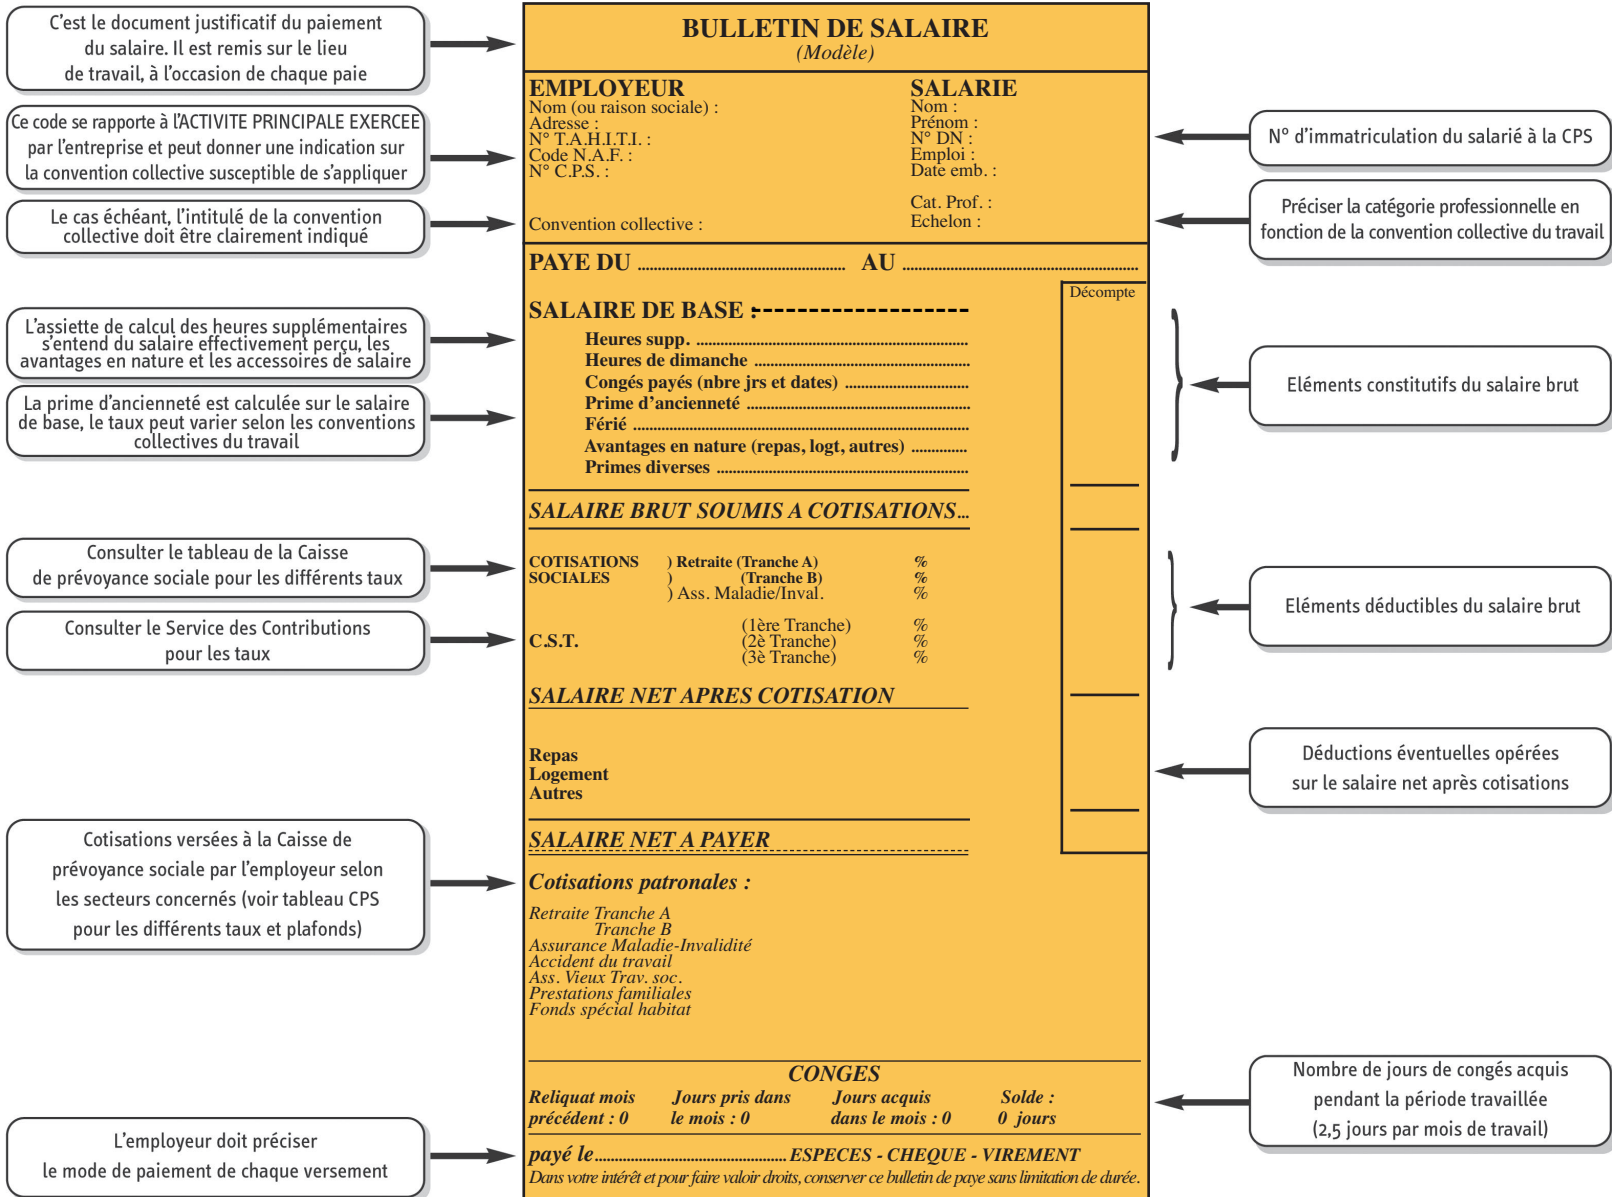 C'est le document justificatif du paiement
du salaire. Il est remis sur le lieu
de travail, à l'occasion de chaque paie
Ce code se rapporte à l'ACTIVITE PRINCIPALE EXERCEE
par l'entreprise et peut donner une indication sur
la convention collective susceptible de s'appliquer
Le cas échéant, l'intitulé de la convention
collective doit être clairement indiqué
L'assiette de calcul des heures supplémentaires
s'entend du salaire effectivement perçu, les
avantages en nature et les accessoires de salaire
La prime d'ancienneté est calculée sur le salaire
de base, le taux peut varier selon les conventions
collectives du travail
Consulter le tableau de la Caisse
de prévoyance sociale pour les différents taux
Consulter le Service des Contributions
pour les taux
Cotisations versées à la Caisse de
prévoyance sociale par l'employeur selon
les secteurs concernés (voir tableau CPS
pour les différents taux et plafonds)
L'employeur doit préciser
le mode de paiement de chaque versement
BULLETIN DE SALAIRE
(Modèle)
EMPLOYEUR
Nom (ou raison sociale) :
Adresse :
N° T.A.H.I.T.I. :
Code N.A.F. :
N° C.P.S. :
Convention collective :
SALARIE
Nom :
Prénom :
N° DN :
Emploi :
Date emb. :
Cat. Prof. :
Echelon :
PAYE DU ................ AU ................
Décompte
SALAIRE DE BASE :----------------
Heures supp. ................
Heures de dimanche ................
Congés payés (nbre jrs et dates) ................
Prime d'ancienneté ................
Férié ................
Avantages en nature (repas, logt, autres) ..............
Primes diverses ................
SALAIRE BRUT SOUMIS A COTISATIONS...
COTISATIONS ) Retraite (Tranche A) %
SOCIALES ) (Tranche B) %
) Ass. Maladie/Inval. %
(1ère Tranche) %
C.S.T. (2è Tranche) %
(3è Tranche) %
SALAIRE NET APRES COTISATION
Repas
Logement
Autres
SALAIRE NET A PAYER
Cotisations patronales :
Retraite Tranche A
Tranche B
Assurance Maladie-Invalidité
Accident du travail
Ass. Vieux Trav. soc.
Prestations familiales
Fonds spécial habitat
CONGES
Reliquat mois Jours pris dans Jours acquis Solde :
précédent : 0 le mois : 0 dans le mois : 0 0 jours
payé le................ESPECES - CHEQUE - VIREMENT
Dans votre intérêt et pour faire valoir droits, conserver ce bulletin de paye sans limitation de durée.
N° d'immatriculation du salarié à la CPS
Préciser la catégorie professionnelle en
fonction de la convention collective du travail
Eléments constitutifs du salaire brut
Eléments déductibles du salaire brut
Déductions éventuelles opérées
sur le salaire net après cotisations
Nombre de jours de congés acquis
pendant la période travaillée
(2,5 jours par mois de travail)